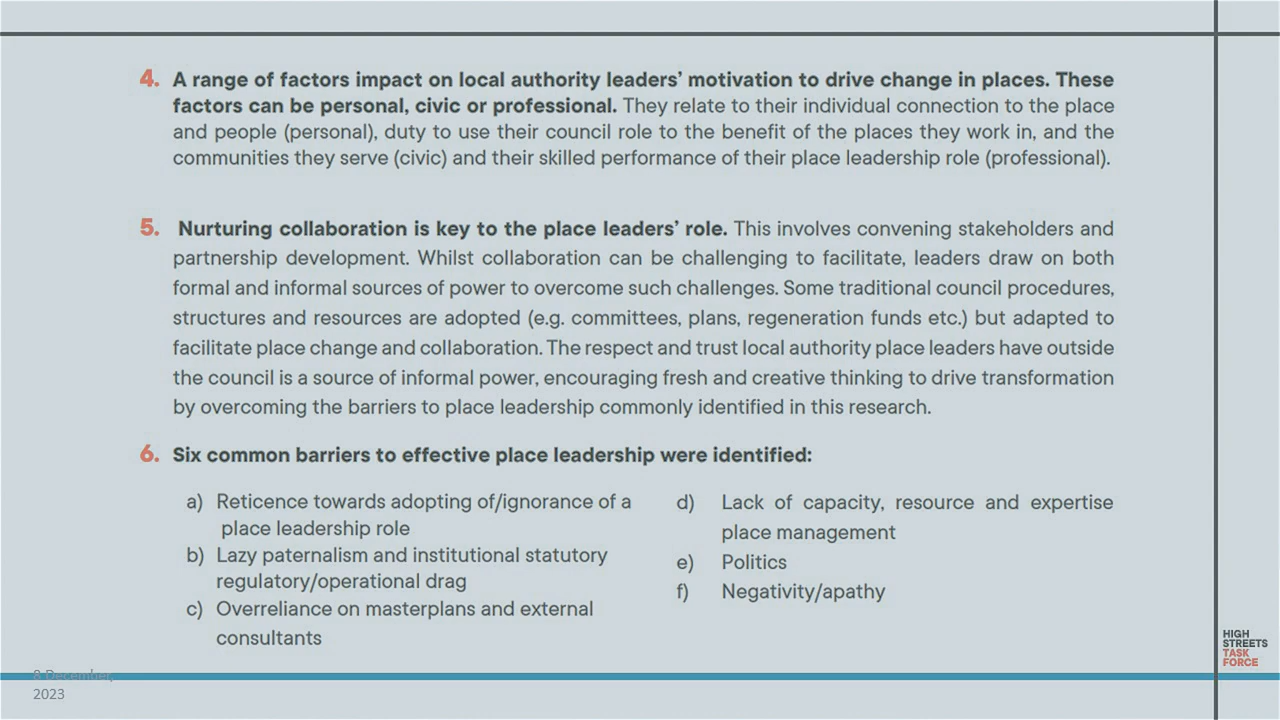 4. A range of factors impact on local authority leaders’ motivation to drive change in places. These
factors can be personal, civic or professional. They relate to their individual connection to the place
and people (personal), duty to use their council role to the benefit of the places they work in, and the
communities they serve (civic) and their skilled performance of their place leadership role (professional).
5. Nurturing collaboration is key to the place leaders’ role. This involves convening stakeholders and
partnership development. Whilst collaboration can be challenging to facilitate, leaders draw on both
formal and informal sources of power to overcome such challenges. Some traditional council procedures,
structures and resources are adopted (e.g. committees, plans, regeneration funds etc.) but adapted to
facilitate place change and collaboration. The respect and trust local authority place leaders have outside
the council is a source of informal power, encouraging fresh and creative thinking to drive transformation
by overcoming the barriers to place leadership commonly identified in this research.
6. Six common barriers to effective place leadership were identified:
a) Reticence towards adopting of/ignorance of a
place leadership role
b) Lazy paternalism and institutional statutory
regulatory/operational drag
c) Overreliance on masterplans and external
consultants
d) Lack of capacity, resource and expertise
place management
e) Politics
f) Negativity/apathy
HIGH
STREETS
TASK
FORCE
8 December,
2023